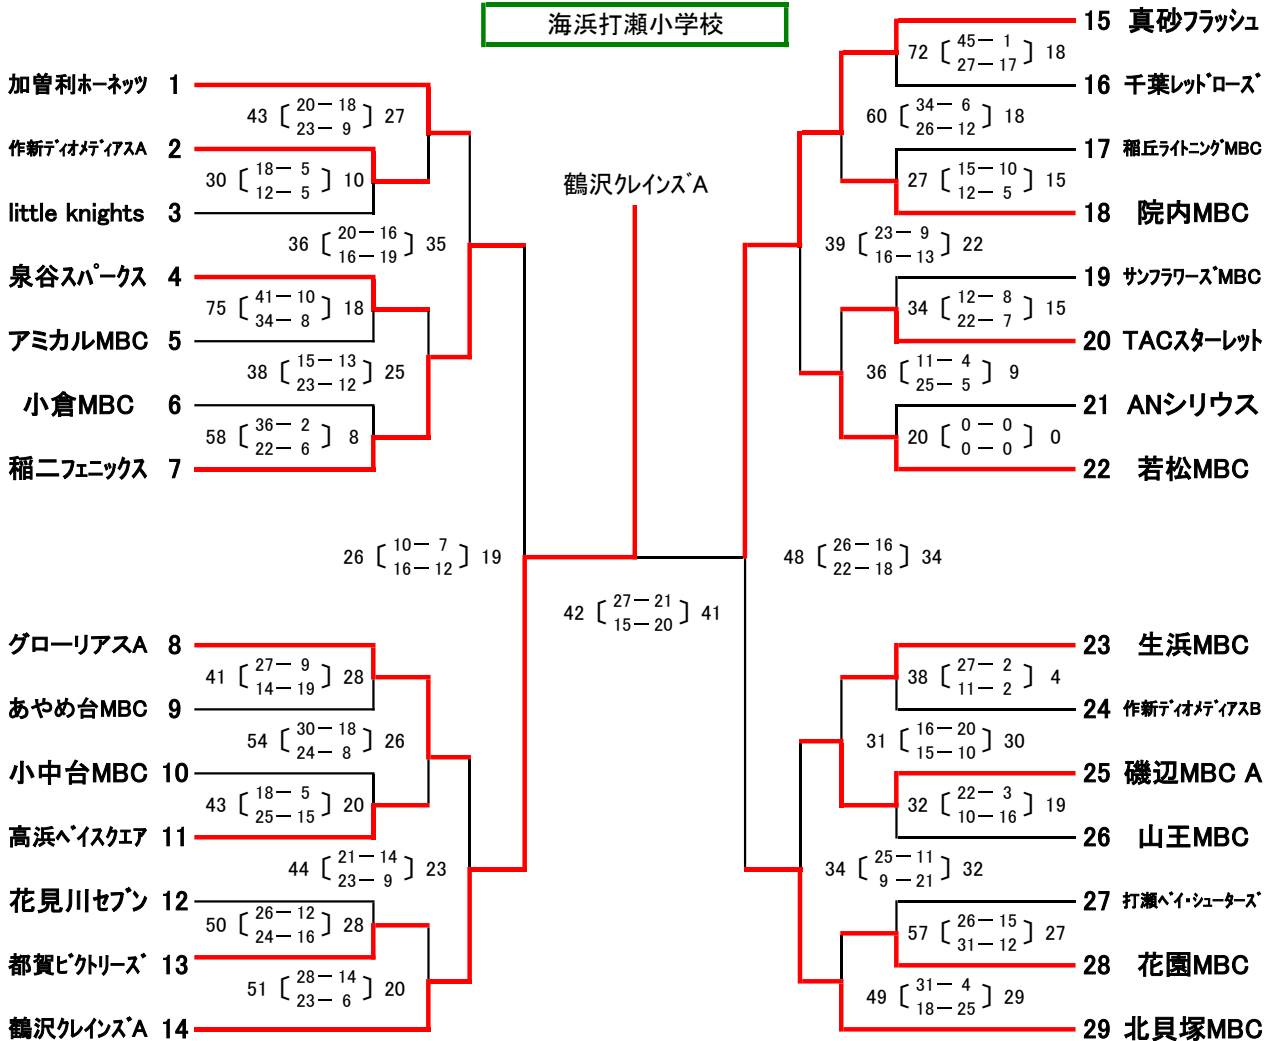 海浜打瀬小学校
鶴沢クレインズA
加曽利ホーネッツ 1
43 20－18 27
23－ 9
作新ディオメディアスA 2
30 18－ 5 10
12－ 5
little knights 3
36 20－16 35
16－19
泉谷スパークス 4
75 41－10 18
34－ 8
アミカルMBC 5
38 15－13 25
23－12
小倉MBC 6
58 36－ 2 8
22－ 6
稲二フェニックス 7
26 10－ 7 19
16－12
グローリアスA 8
41 27－ 9 28
14－19
あやめ台MBC 9
54 30－18 26
24－ 8
小中台MBC 10
43 18－ 5 20
25－15
高浜ベイスクエア 11
44 21－14 23
23－ 9
花見川セブン 12
50 26－12 28
24－16
都賀ビクトリーズ 13
51 28－14 20
23－ 6
鶴沢クレインズA 14
42 27－21 41
15－20
15 真砂フラッシュ
72 45－ 1 18
27－17
16 千葉レッドローズ
60 34－ 6 18
26－12
17 稲丘ライトニングMBC
27 15－10 15
12－ 5
18 院内MBC
39 23－ 9 22
16－13
19 サンフラワーズMBC
34 12－ 8 15
22－ 7
20 TACスターレット
36 11－ 4 9
25－ 5
21 ANシリウス
20 0－ 0 0
0－ 0
22 若松MBC
48 26－16 34
22－18
23 生浜MBC
38 27－ 2 4
11－ 2
24 作新ディオメディアスB
31 16－20 30
15－10
25 磯辺MBC A
32 22－ 3 19
10－16
26 山王MBC
34 25－11 32
9－21
27 打瀬ベイ・シューターズ
57 26－15 27
31－12
28 花園MBC
49 31－ 4 29
18－25
29 北貝塚MBC